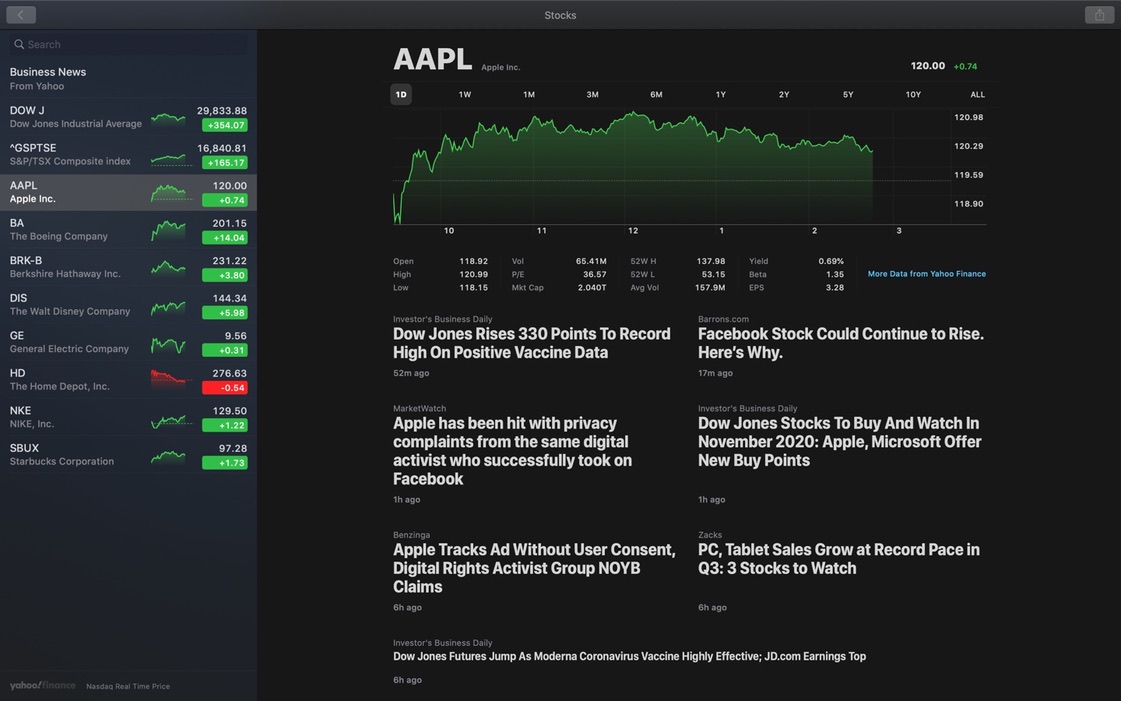 Stocks
Search
Business News
From Yahoo
DOW J 29,833.88
Dow Jones Industrial Average +354.07
^GSPTSE 16,840.81
S&P/TSX Composite index +165.17
AAPL 120.00
Apple Inc. +0.74
BA 201.15
The Boeing Company +14.04
BRK-B 231.22
Berkshire Hathaway Inc. +3.80
DIS 144.34
The Walt Disney Company +5.98
GE 9.56
General Electric Company +0.31
HD 276.63
The Home Depot, Inc. -0.54
NKE 129.50
NIKE, Inc. +1.22
SBUX 97.28
Starbucks Corporation +1.73
yahoo!finance Nasdaq Real Time Price
AAPL Apple Inc. 120.00 +0.74
1D 1W 1M 3M 6M 1Y 2Y 5Y 10Y ALL
120.98
120.29
119.59
118.90
10 11 12 1 2 3
Open 118.92 Vol 65.41M 52W H 137.98 Yield 0.69%
High 120.99 P/E 36.57 52W L 53.15 Beta 1.35 More Data from Yahoo Finance
Low 118.15 Mkt Cap 2.040T Avg Vol 157.9M EPS 3.28
Investor's Business Daily
Dow Jones Rises 330 Points To Record
High On Positive Vaccine Data
52m ago
Barrons.com
Facebook Stock Could Continue to Rise.
Here’s Why.
17m ago
MarketWatch
Apple has been hit with privacy
complaints from the same digital
activist who successfully took on
Facebook
1h ago
Investor's Business Daily
Dow Jones Stocks To Buy And Watch In
November 2020: Apple, Microsoft Offer
New Buy Points
1h ago
Benzinga
Apple Tracks Ad Without User Consent,
Digital Rights Activist Group NOYB
Claims
6h ago
Zacks
PC, Tablet Sales Grow at Record Pace in
Q3: 3 Stocks to Watch
6h ago
Investor's Business Daily
Dow Jones Futures Jump As Moderna Coronavirus Vaccine Highly Effective; JD.com Earnings Top
6h ago